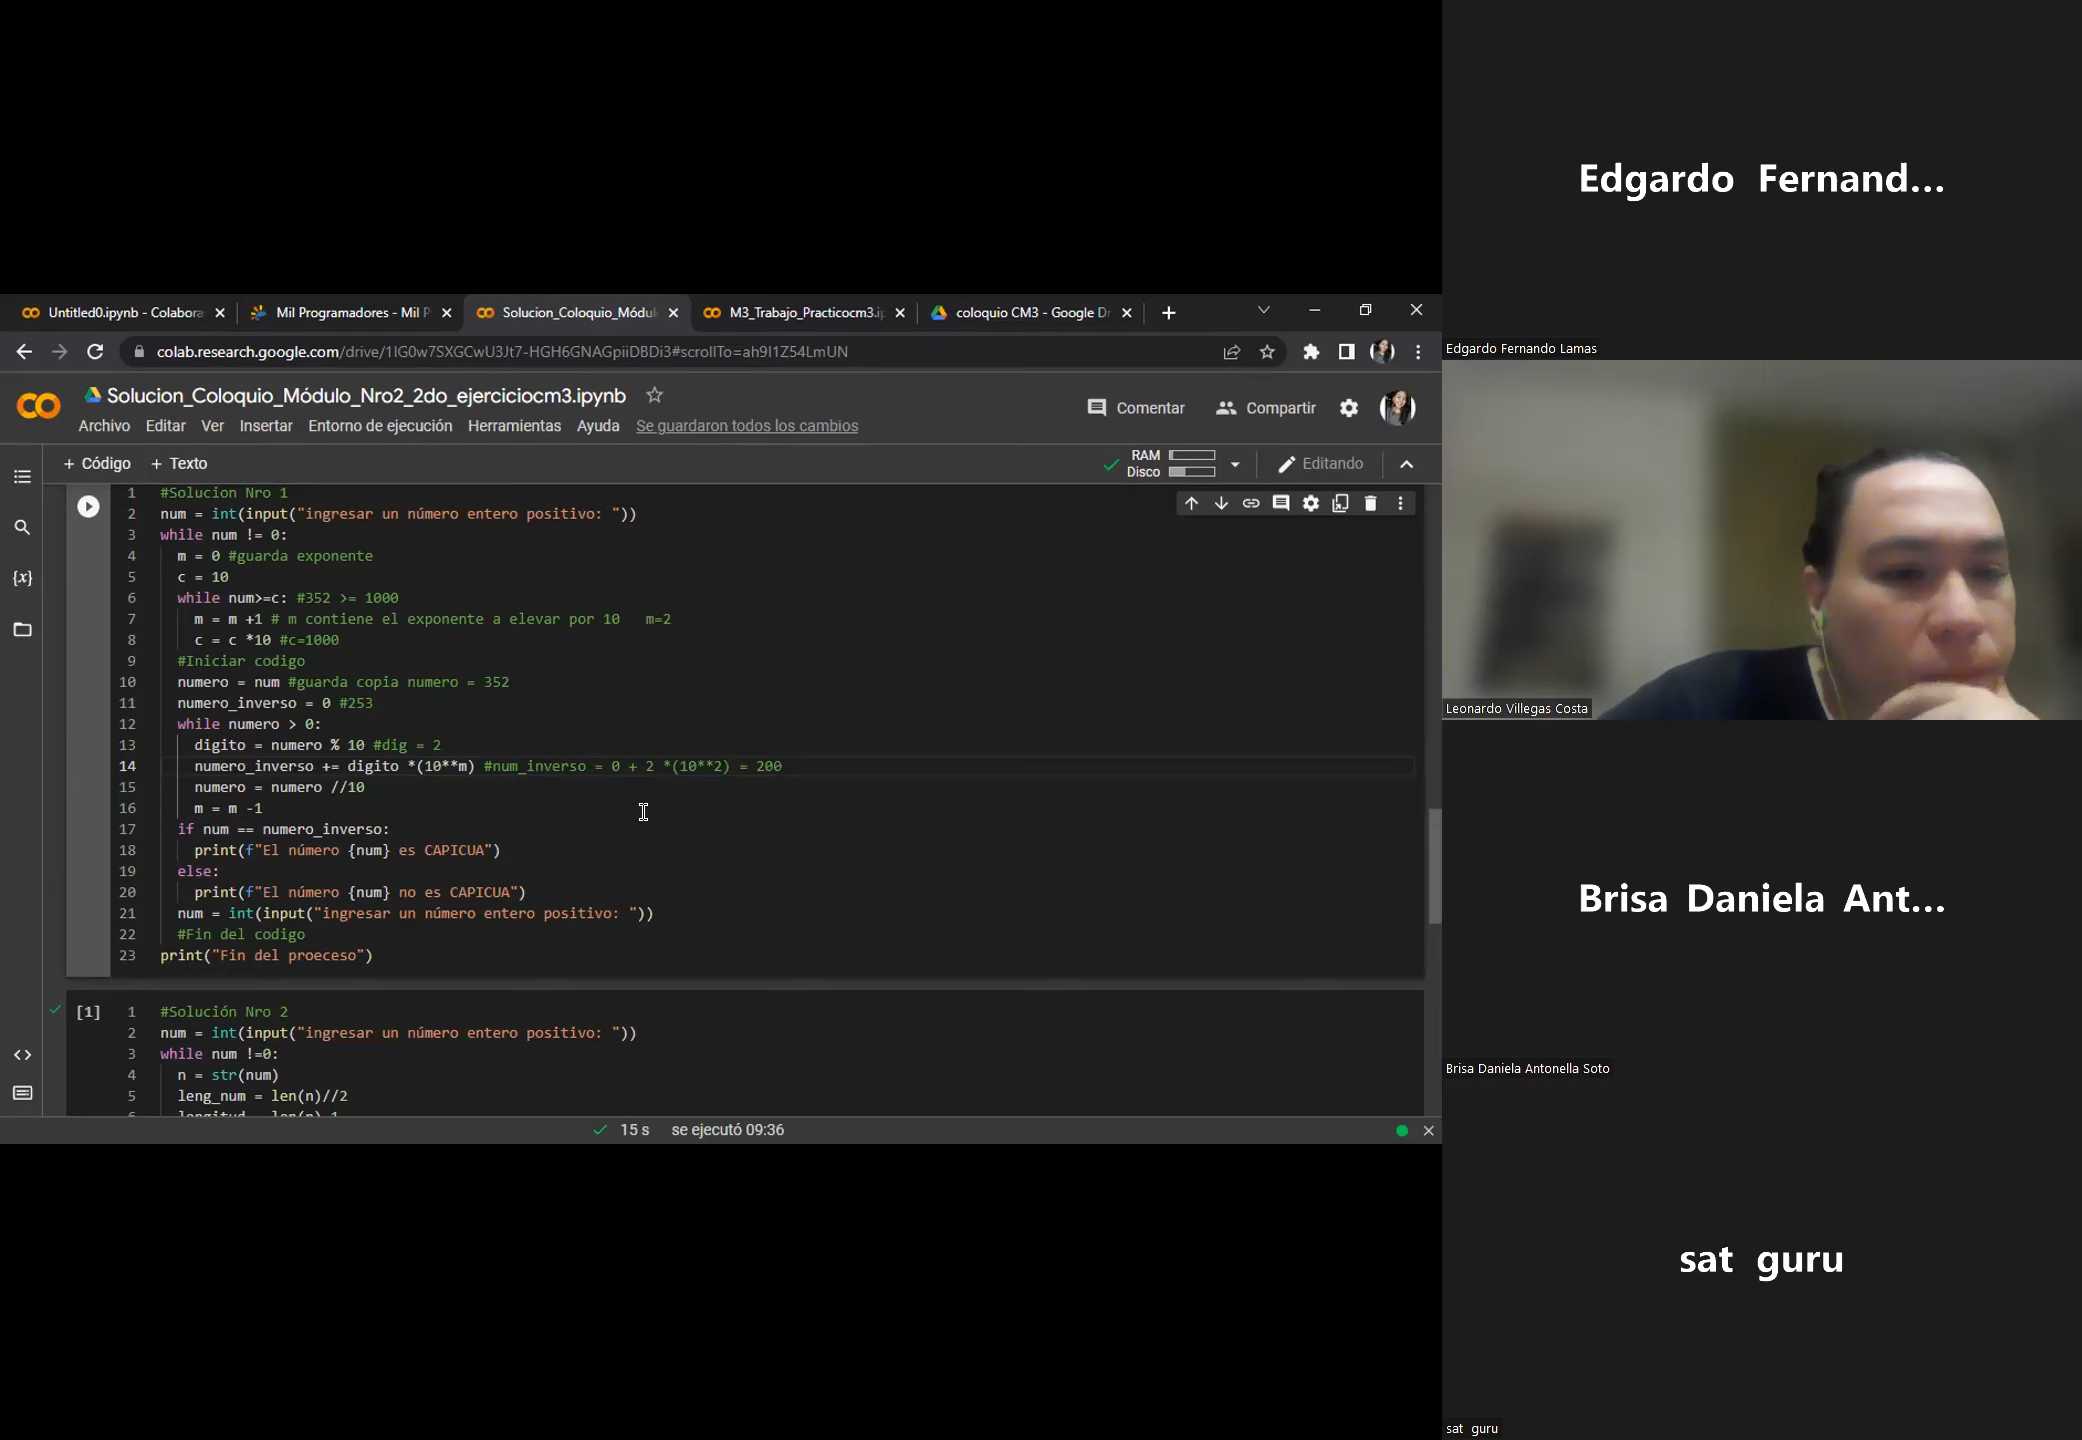 Untitled0.ipynb - Colabora
Mil Programadores - Mil P
Solucion_Coloquio_Módul
M3_Trabajo_Practicocm3.i
coloquio CM3 - Google Dr
colab.research.google.com/drive/1IG0w7SXGCwU3Jt7-HGH6GNAGpiiDBDi3#scrollTo=ah9I1Z54LmUN
Solucion_Coloquio_Módulo_Nro2_2do_ejerciciocm3.ipynb
Comentar
Compartir
Archivo Editar Ver Insertar Entorno de ejecución Herramientas Ayuda Se guardaron todos los cambios
+ Código + Texto
RAM
Disco
Editando
1 #Solucion Nro 1
2 num = int(input("ingresar un número entero positivo: "))
3 while num != 0:
4 m = 0 #guarda exponente
5 c = 10
6 while num>=c: #352 >= 1000
7 m = m +1 # m contiene el exponente a elevar por 10 m=2
8 c = c *10 #c=1000
9 #Iniciar codigo
10 numero = num #guarda copia numero = 352
11 numero_inverso = 0 #253
12 while numero > 0:
13 digito = numero % 10 #dig = 2
14 numero_inverso += digito *(10**m) #num_inverso = 0 + 2 *(10**2) = 200
15 numero = numero //10
16 m = m -1
17 if num == numero_inverso:
18 print(f"El número {num} es CAPICUA")
19 else:
20 print(f"El número {num} no es CAPICUA")
21 num = int(input("ingresar un número entero positivo: "))
22 #Fin del codigo
23 print("Fin del proeceso")
[1] 1 #Solución Nro 2
2 num = int(input("ingresar un número entero positivo: "))
3 while num !=0:
4 n = str(num)
5 leng_num = len(n)//2
15 s se ejecutó 09:36
Edgardo Fernand...
Edgardo Fernando Lamas
Leonardo Villegas Costa
Brisa Daniela Ant...
Brisa Daniela Antonella Soto
sat guru
sat guru